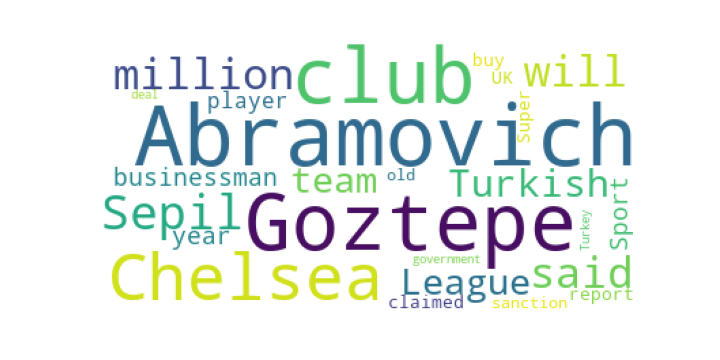 club
buy
UK
will
million
deal
player
Super
Abramovich
businessman
team
old
Turkish
Sport
Sepil
year
Goztepe
Turkey
Chelsea
League
government
said
claimed
sanction
report